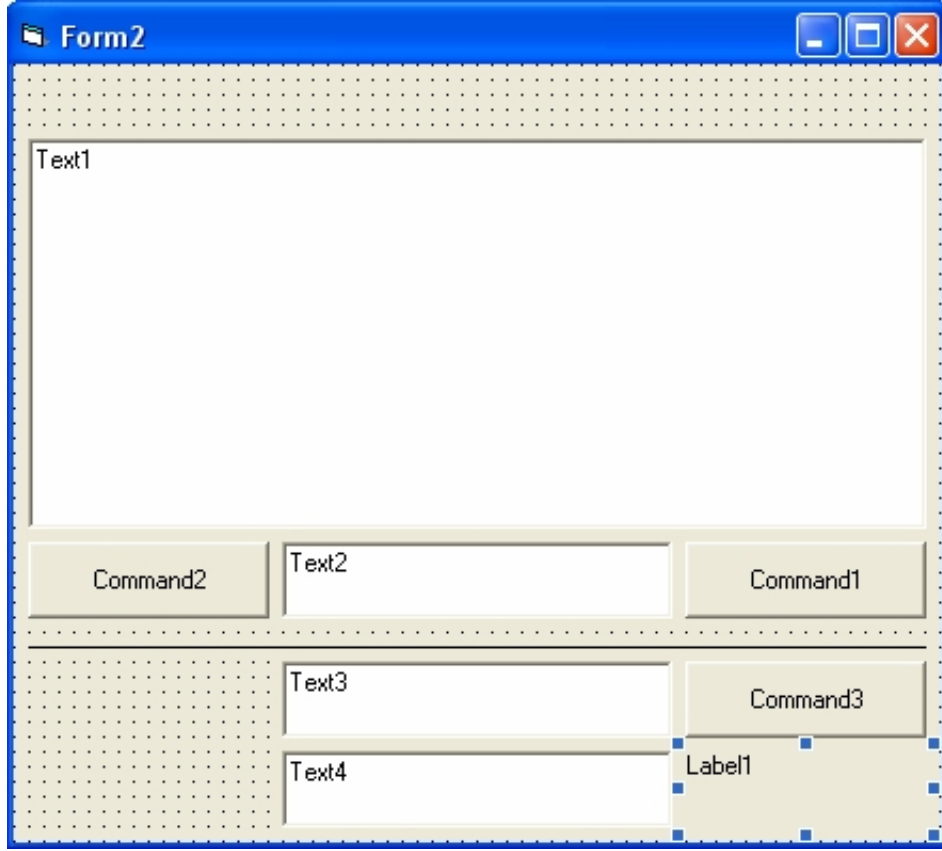 Form2
Text1
Command2
Text2
Command1
Text3
Command3
Text4
Label1